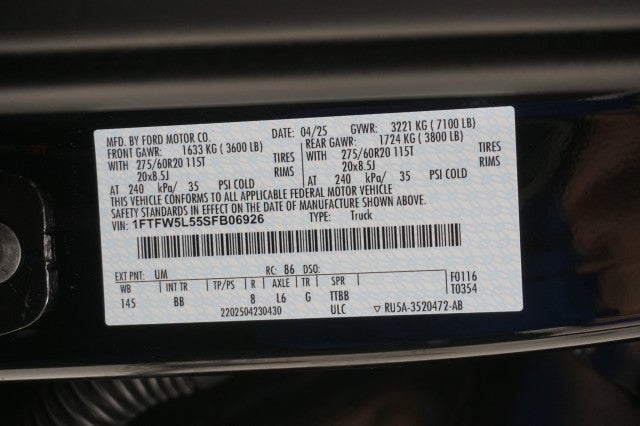 MFD. BY FORD MOTOR CO. DATE: 04/25 GVWR: 3221 KG ( 7100 LB)
FRONT GAWR: 1633 KG ( 3600 LB) REAR GAWR: 1724 KG ( 3800 LB)
WITH TIRES WITH TIRES
275/60R20 115T 275/60R20 115T
20x8.5J RIMS 20x8.5J RIMS
AT 240 kPa/ 35 PSI COLD AT 240 kPa/ 35 PSI COLD
THIS VEHICLE CONFORMS TO ALL APPLICABLE FEDERAL MOTOR VEHICLE
SAFETY STANDARDS IN EFFECT ON THE DATE OF MANUFACTURE SHOWN ABOVE.
VIN: 1FTFW5L55SFB06926 TYPE: Truck
EXT PNT: UM RC: 86 DSO: F0116
WB INT TR TP/PS R AXLE TR SPR T0354
145 BB 8 L6 G TTBB
2202504230430 ULC ▽ RU5A-3520472-AB